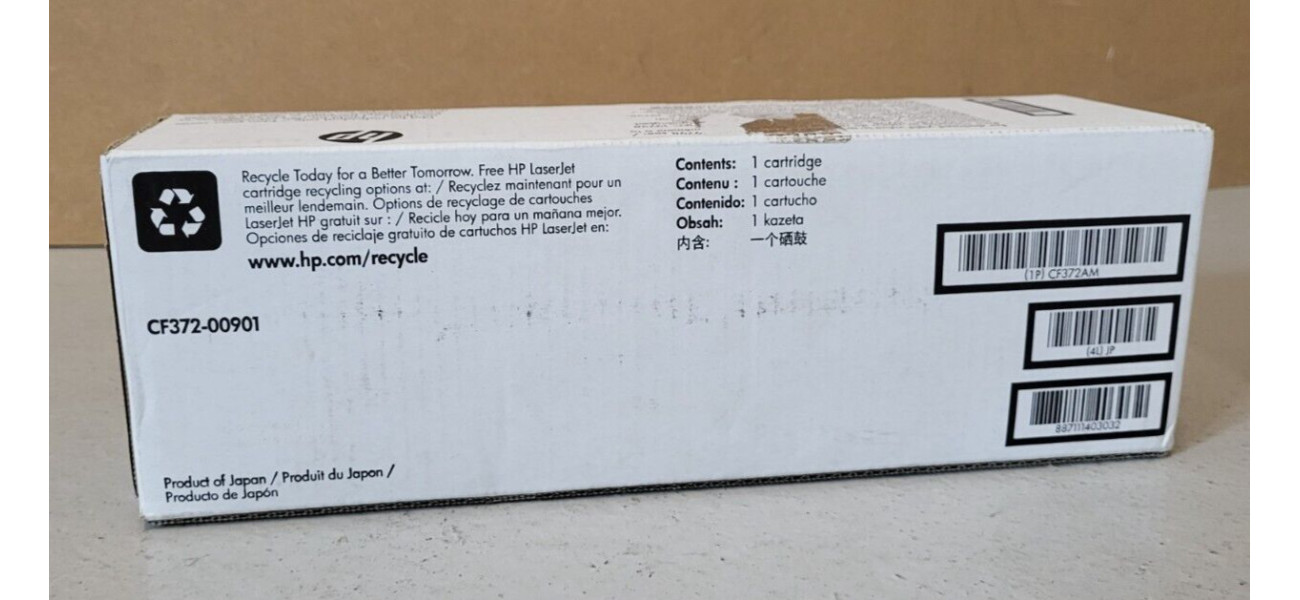 hp
Recycle Today for a Better Tomorrow. Free HP LaserJet
cartridge recycling options at: / Recyclez maintenant pour un
meilleur lendemain. Options de recyclage de cartouches
LaserJet HP gratuit sur : / Recicle hoy para un mañana mejor.
Opciones de reciclaje gratuito de cartuchos HP LaserJet en:
www.hp.com/recycle
Contents: 1 cartridge
Contenu : 1 cartouche
Contenido: 1 cartucho
Obsah: 1 kazeta
内含: 一个硒鼓
(1P) CF372AM
(4L) JP
887111403032
CF372-00901
Product of Japan / Produit du Japon /
Producto de Japón